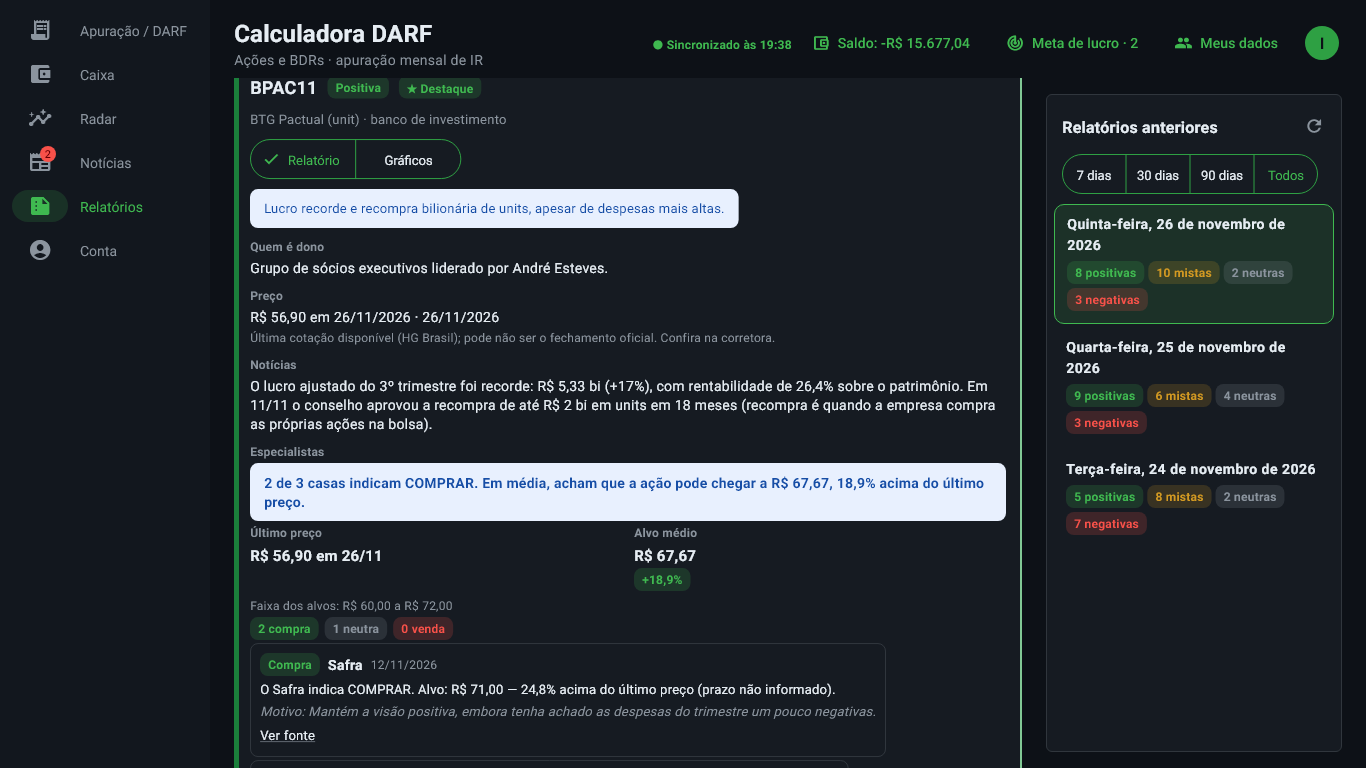 Apuração / DARF
Caixa
Radar
2
Notícias
Relatórios
Conta
Calculadora DARF
Ações e BDRs · apuração mensal de IR
Sincronizado às 19:38
Saldo: -R$ 15.677,04
Meta de lucro · 2
Meus dados
I
BPAC11
Positiva
★ Destaque
BTG Pactual (unit) · banco de investimento
Relatório
Gráficos
Lucro recorde e recompra bilionária de units, apesar de despesas mais altas.
Quem é dono
Grupo de sócios executivos liderado por André Esteves.
Preço
R$ 56,90 em 26/11/2026 · 26/11/2026
Última cotação disponível (HG Brasil); pode não ser o fechamento oficial. Confira na corretora.
Notícias
O lucro ajustado do 3º trimestre foi recorde: R$ 5,33 bi (+17%), com rentabilidade de 26,4% sobre o patrimônio. Em
11/11 o conselho aprovou a recompra de até R$ 2 bi em units em 18 meses (recompra é quando a empresa compra
as próprias ações na bolsa).
Especialistas
2 de 3 casas indicam COMPRAR. Em média, acham que a ação pode chegar a R$ 67,67, 18,9% acima do último
preço.
Último preço
R$ 56,90 em 26/11
Alvo médio
R$ 67,67
+18,9%
Faixa dos alvos: R$ 60,00 a R$ 72,00
2 compra
1 neutra
0 venda
Compra
Safra
12/11/2026
O Safra indica COMPRAR. Alvo: R$ 71,00 — 24,8% acima do último preço (prazo não informado).
Motivo: Mantém a visão positiva, embora tenha achado as despesas do trimestre um pouco negativas.
Ver fonte
Relatórios anteriores
7 dias
30 dias
90 dias
Todos
Quinta-feira, 26 de novembro de
2026
8 positivas
10 mistas
2 neutras
3 negativas
Quarta-feira, 25 de novembro de
2026
9 positivas
6 mistas
4 neutras
3 negativas
Terça-feira, 24 de novembro de 2026
5 positivas
8 mistas
2 neutras
7 negativas